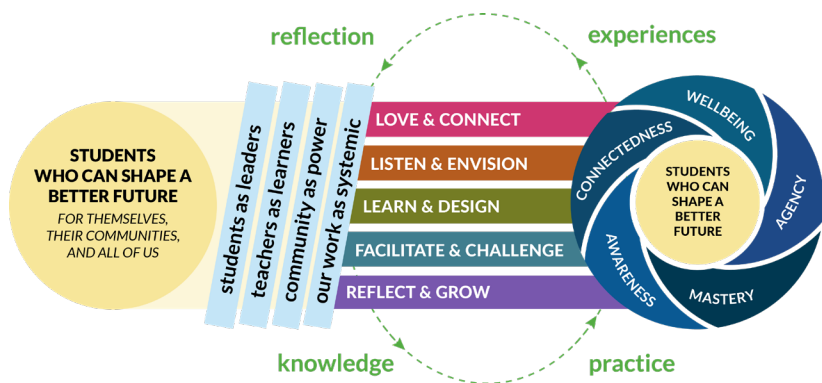 reflection
experiences
STUDENTS
WHO CAN SHAPE A
BETTER FUTURE
FOR THEMSELVES,
THEIR COMMUNITIES,
AND ALL OF US
students as leaders
teachers as learners
community as power
our work as systemic
LOVE & CONNECT
LISTEN & ENVISION
LEARN & DESIGN
FACILITATE & CHALLENGE
REFLECT & GROW
CONNECTEDNESS
WELLBEING
AGENCY
MASTERY
AWARENESS
STUDENTS
WHO CAN
SHAPE A
BETTER
FUTURE
knowledge
practice